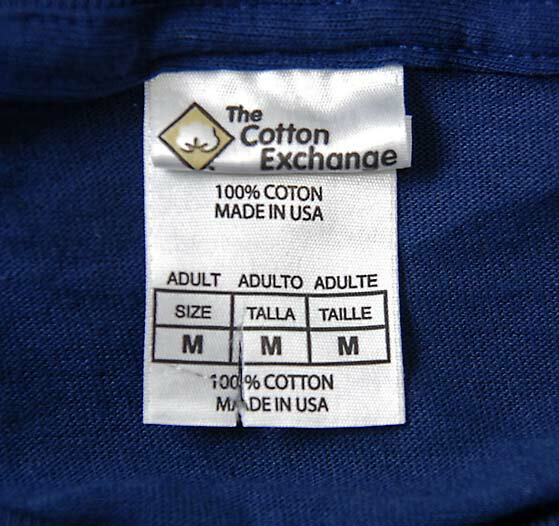 The
Cotton
Exchange
100% COTON
MADE IN USA
ADULT ADULTO ADULTE
SIZE TALLA TAILLE
M M M
100% COTTON
MADE IN USA